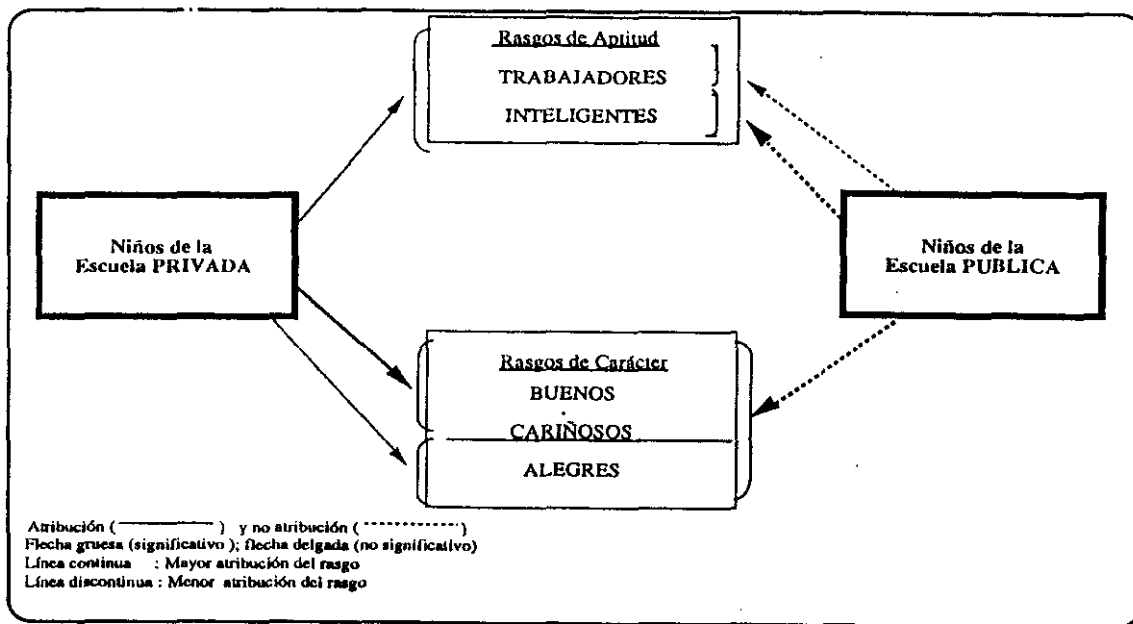 Rasgos de Aptitud
TRABAJADORES
INTELIGENTES
Niños de la
Escuela PRIVADA
Niños de la
Escuela PUBLICA
Rasgos de Carácter
BUENOS
CARIÑOSOS
ALEGRES
Atribución ( ———— ) y no atribución ( ----------- )
Flecha gruesa (significativo ); flecha delgada (no significativo)
Línea continua : Mayor atribución del rasgo
Línea discontinua : Menor atribución del rasgo